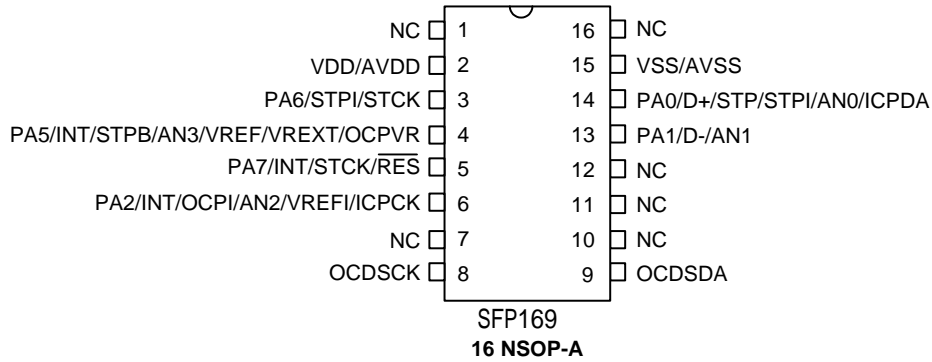 NC 1 16 NC
VDD/AVDD 2 15 VSS/AVSS
PA6/STPI/STCK 3 14 PA0/D+/STP/STPI/AN0/ICPDA
PA5/INT/STPB/AN3/VREF/VREXT/OCPVR 4 13 PA1/D-/AN1
PA7/INT/STCK/R̅E̅S̅ 5 12 NC
PA2/INT/OCPI/AN2/VREFI/ICPCK 6 11 NC
NC 7 10 NC
OCDSCK 8 9 OCDSDA
SFP169
16 NSOP-A